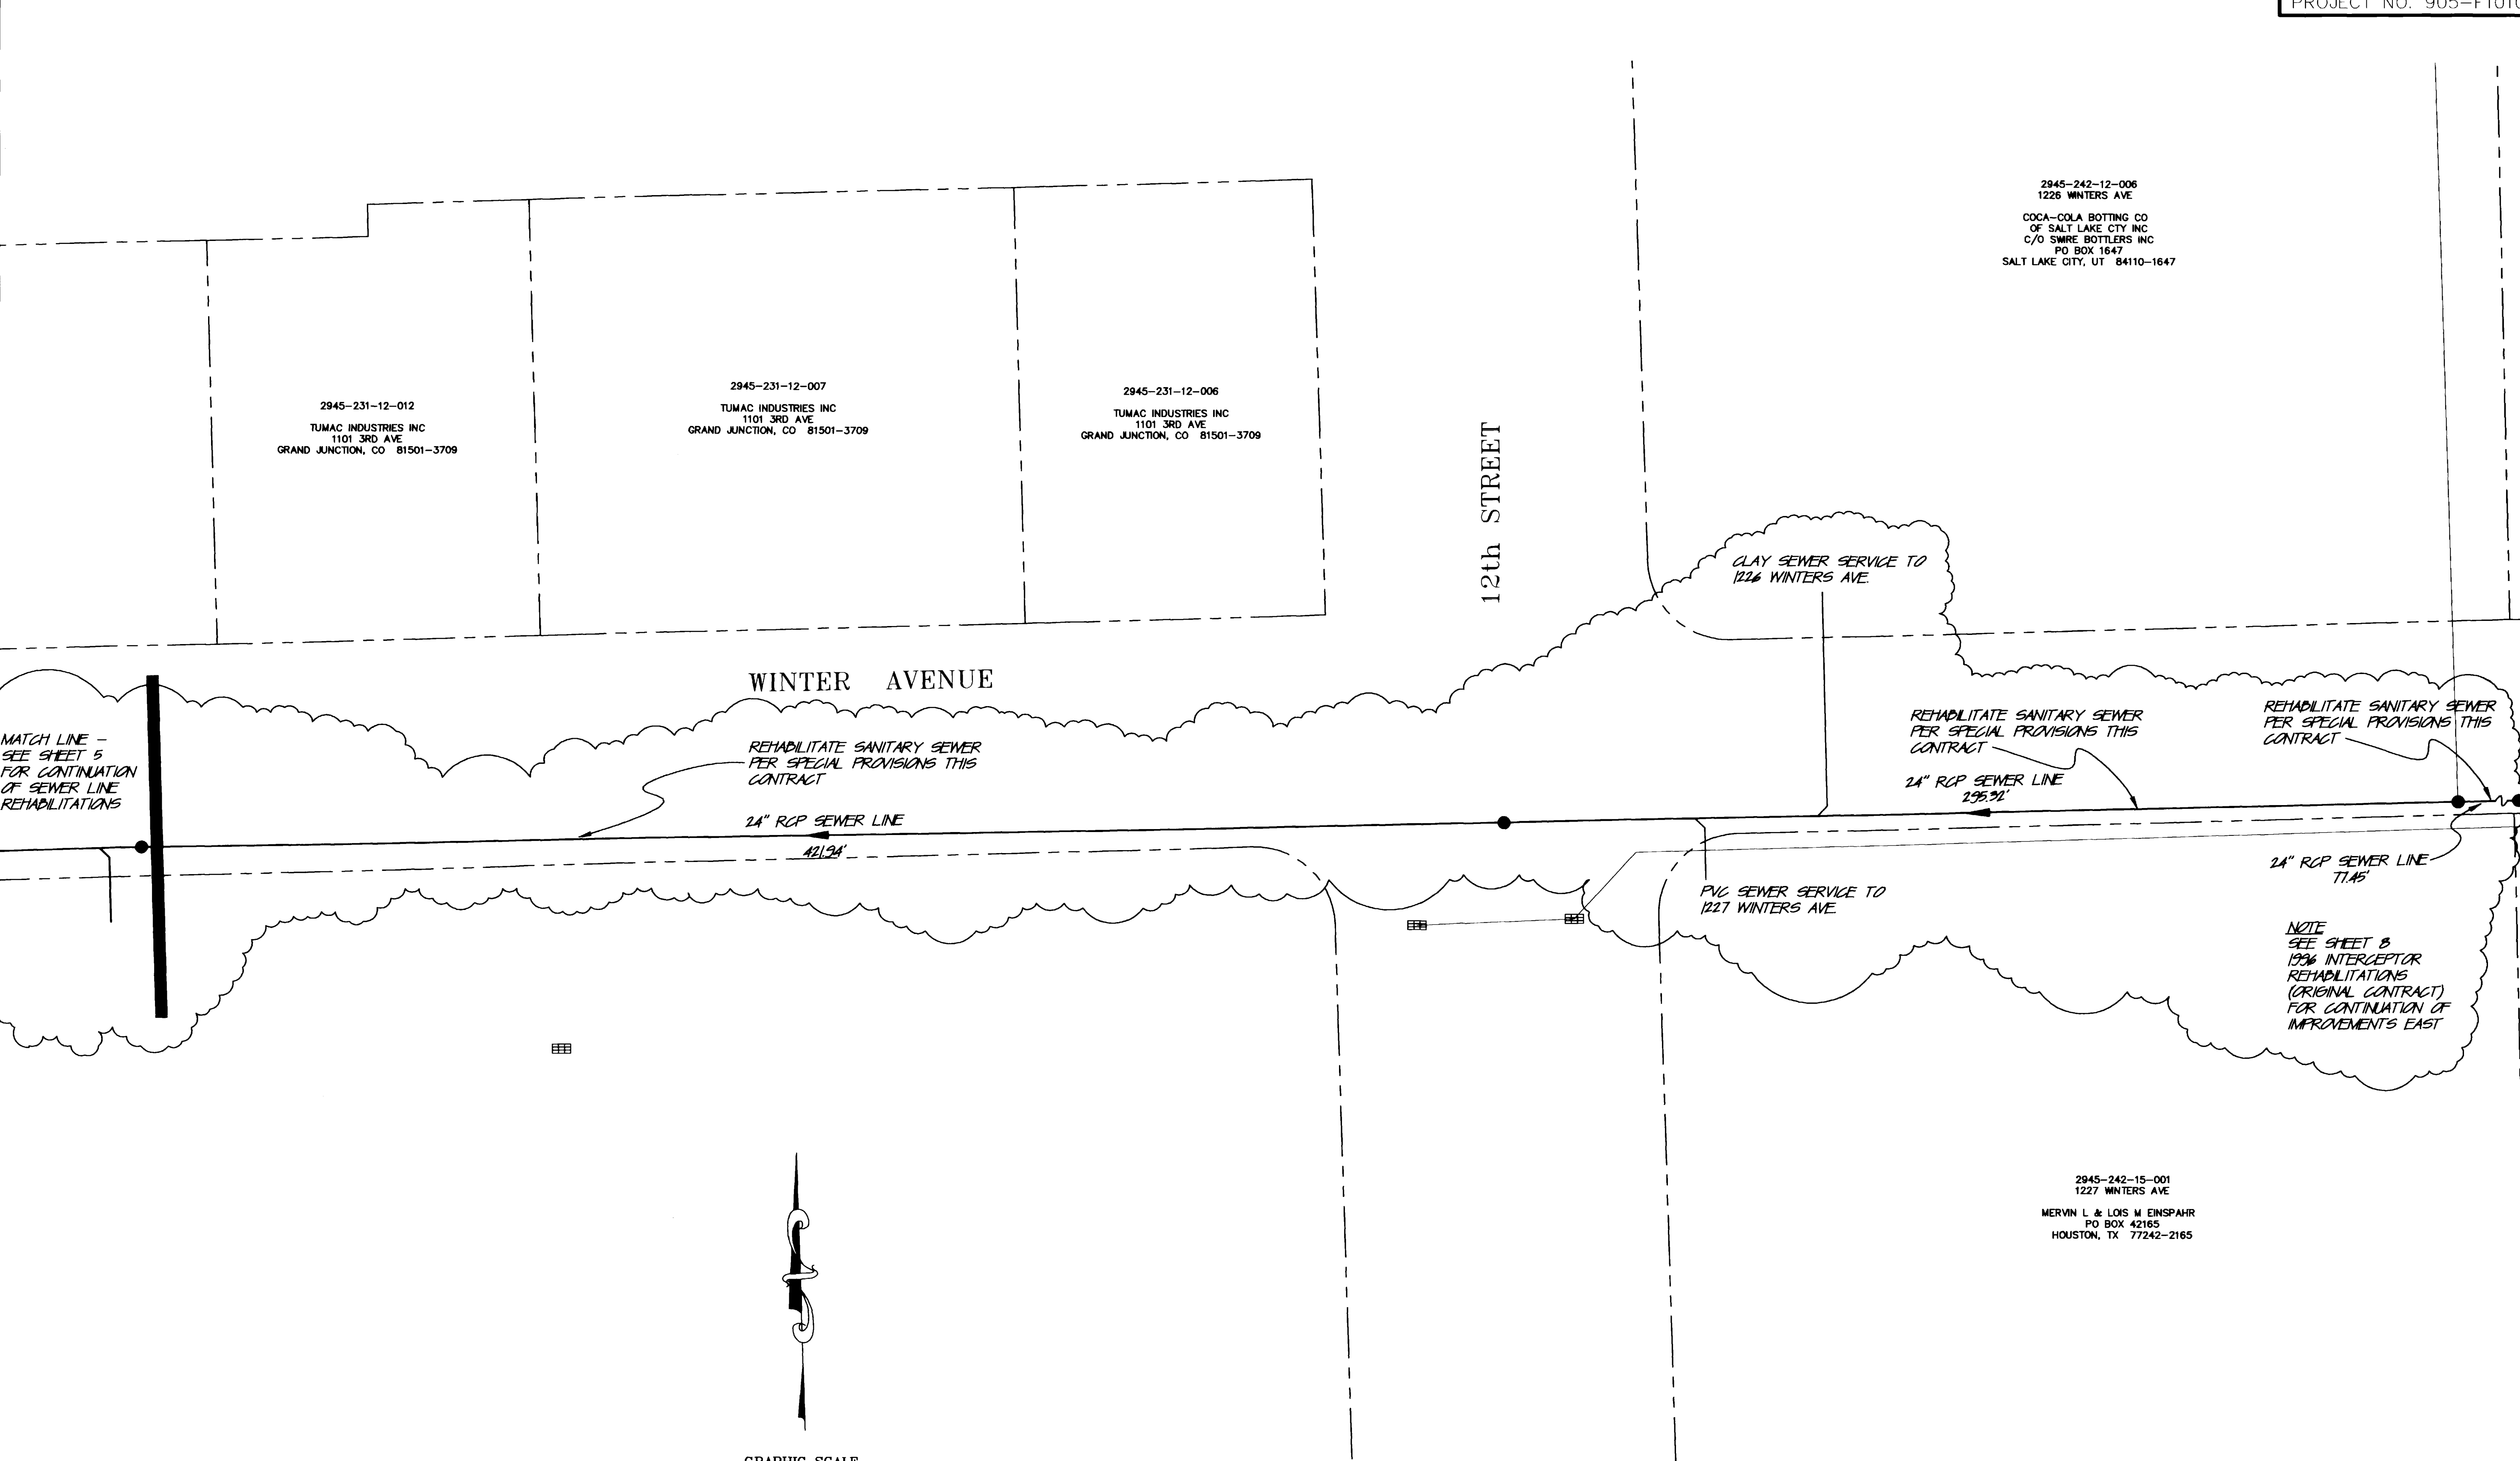 PROJECT NO. 905-F1010
2945-242-12-006
1226 WINTERS AVE
COCA-COLA BOTTING CO
OF SALT LAKE CTY INC
C/O SWIRE BOTTLERS INC
PO BOX 1647
SALT LAKE CITY, UT 84110-1647
2945-231-12-012
TUMAC INDUSTRIES INC
1101 3RD AVE
GRAND JUNCTION, CO 81501-3709
2945-231-12-007
TUMAC INDUSTRIES INC
1101 3RD AVE
GRAND JUNCTION, CO 81501-3709
2945-231-12-006
TUMAC INDUSTRIES INC
1101 3RD AVE
GRAND JUNCTION, CO 81501-3709
12th STREET
CLAY SEWER SERVICE TO
1226 WINTERS AVE.
WINTER AVENUE
MATCH LINE -
SEE SHEET 5
FOR CONTINUATION
OF SEWER LINE
REHABILITATIONS
REHABILITATE SANITARY SEWER
PER SPECIAL PROVISIONS THIS
CONTRACT
24" RCP SEWER LINE
421.94'
REHABILITATE SANITARY SEWER
PER SPECIAL PROVISIONS THIS
CONTRACT
24" RCP SEWER LINE
295.32'
REHABILITATE SANITARY SEWER
PER SPECIAL PROVISIONS THIS
CONTRACT
24" RCP SEWER LINE
77.45'
PVC SEWER SERVICE TO
1227 WINTERS AVE
NOTE
SEE SHEET 8
1996 INTERCEPTOR
REHABILITATIONS
(ORIGINAL CONTRACT)
FOR CONTINUATION OF
IMPROVEMENTS EAST
2945-242-15-001
1227 WINTERS AVE
MERVIN L & LOIS M EINSPAHR
PO BOX 42165
HOUSTON, TX 77242-2165
GRAPHIC SCALE